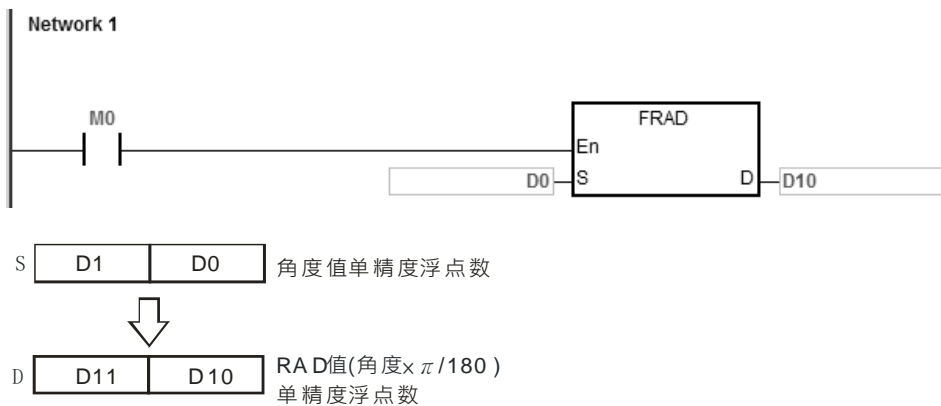 Network 1
M0
FRAD
En
D0 S D D10
S D1 D0 角度值单精度浮点数
D D11 D10 RAD值(角度×π/180)
单精度浮点数